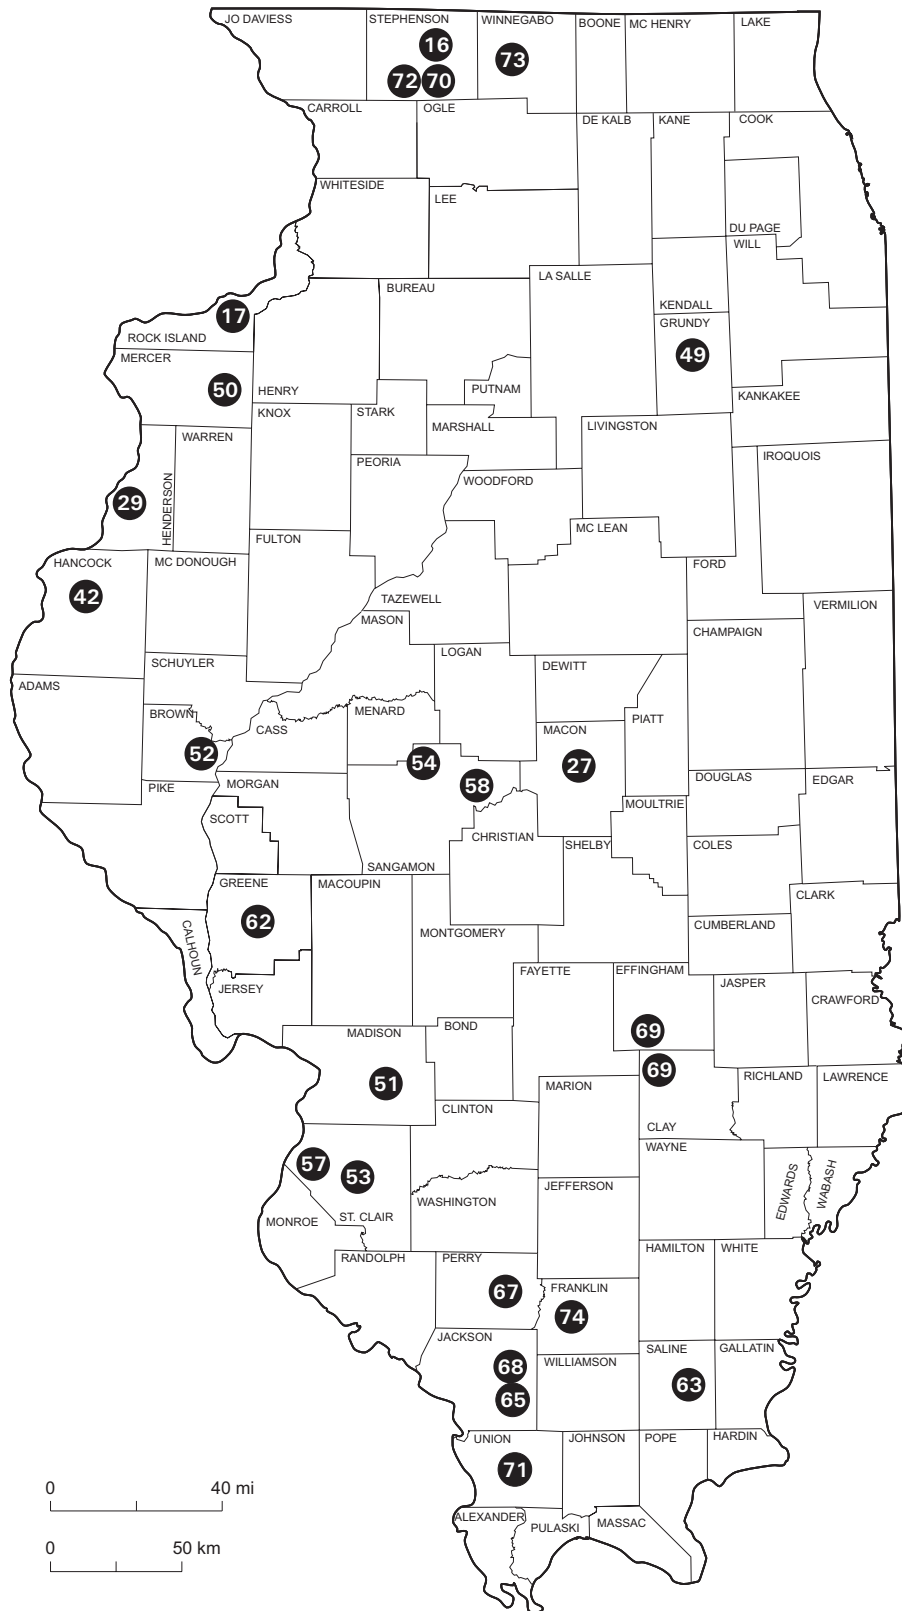 JO DAVIESS
STEPHENSON
WINNEGABO
BOONE
MC HENRY
LAKE
16
73
72
70
CARROLL
OGLE
DE KALB
KANE
COOK
WHITESIDE
LEE
DU PAGE
WILL
LA SALLE
BUREAU
KENDALL
17
GRUNDY
ROCK ISLAND
49
MERCER
50
HENRY
PUTNAM
KANKAKEE
KNOX
STARK
MARSHALL
LIVINGSTON
WARREN
PEORIA
IROQUOIS
WOODFORD
29
HENDERSON
MC LEAN
FULTON
HANCOCK
MC DONOUGH
FORD
42
TAZEWELL
VERMILION
MASON
CHAMPAIGN
LOGAN
SCHUYLER
DEWITT
ADAMS
BROWN
MENARD
PIATT
CASS
MACON
52
54
27
58
DOUGLAS
EDGAR
PIKE
MORGAN
MOULTRIE
SCOTT
CHRISTIAN
SHELBY
COLES
SANGAMON
GREENE
MACOUPIN
CLARK
62
CUMBERLAND
CALHOUN
MONTGOMERY
FAYETTE
EFFINGHAM
JERSEY
JASPER
CRAWFORD
MADISON
BOND
69
51
69
MARION
RICHLAND
LAWRENCE
CLINTON
CLAY
WAYNE
57
53
EDWARDS
WABASH
JEFFERSON
WASHINGTON
MONROE
ST. CLAIR
RANDOLPH
PERRY
HAMILTON
WHITE
67
FRANKLIN
74
JACKSON
SALINE
GALLATIN
68
WILLIAMSON
65
63
UNION
JOHNSON
POPE
HARDIN
71
0 40 mi
ALEXANDER
PULASKI
MASSAC
0 50 km